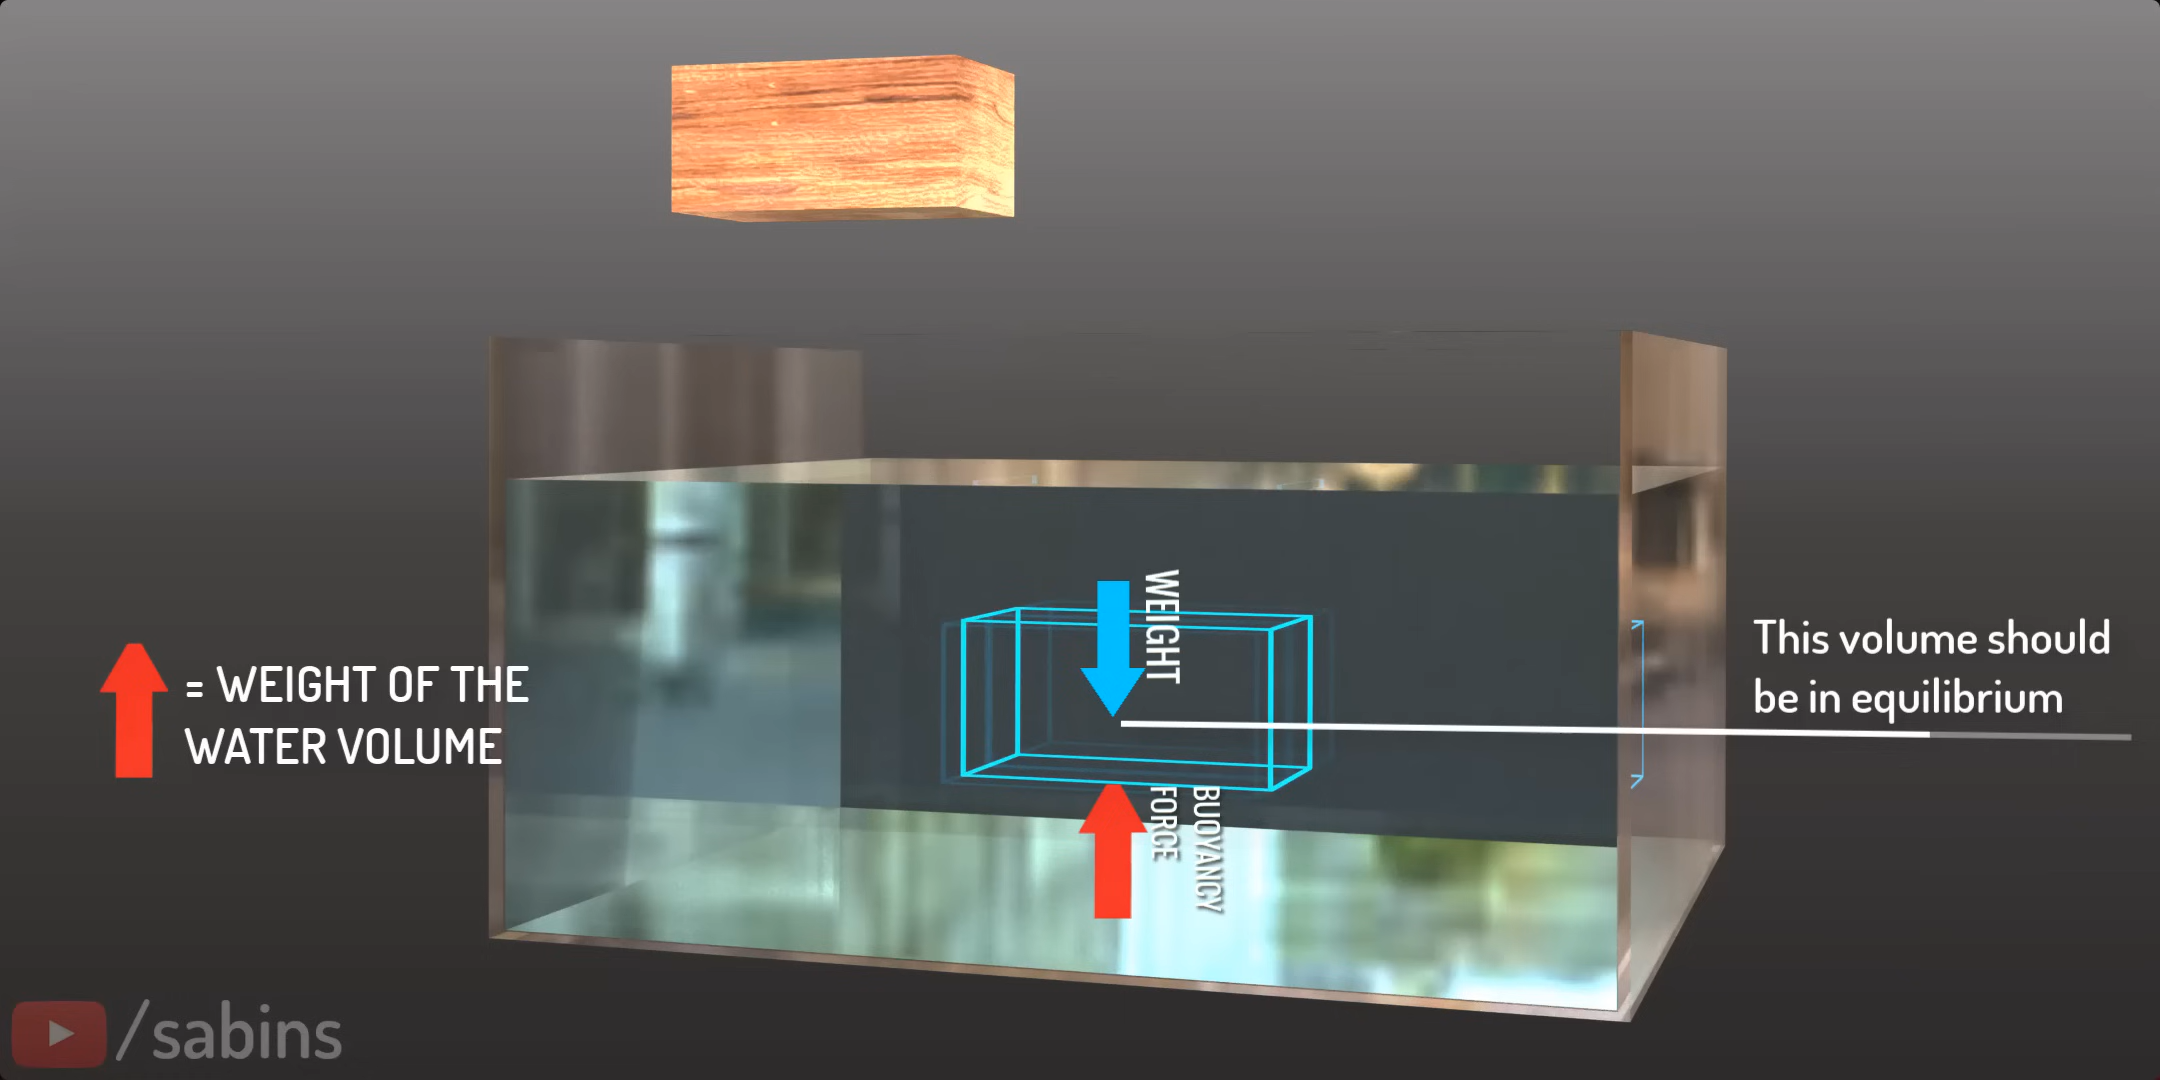 WEIGHT
= WEIGHT OF THE
WATER VOLUME
This volume should
be in equilibrium
BUOYANCY
FORCE
/sabins